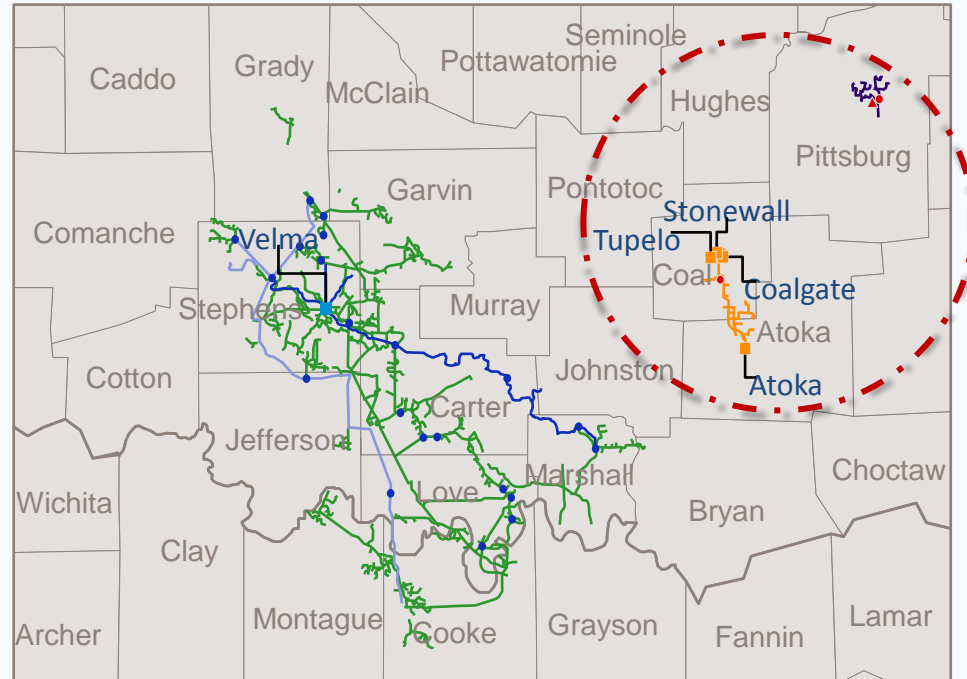 Seminole
Caddo
Grady
Pottawatomie
McClain
Hughes
Pittsburg
Garvin
Pontotoc
Stonewall
Comanche
Velma
Tupelo
Coal
Coalgate
Stephens
Murray
Atoka
Johnston
Cotton
Atoka
Carter
Jefferson
Choctaw
Marshall
Love
Wichita
Bryan
Clay
Lamar
Montague
Cooke
Grayson
Archer
Fannin